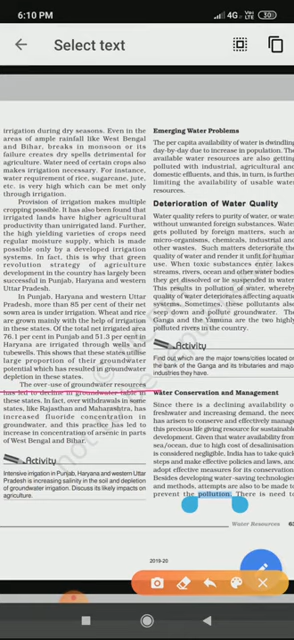 6:10 PM
4G
30
Select text
irrigation during dry seasons. Even in the
areas of ample rainfall like West Bengal
and Bihar, breaks in monsoon or its
failure creates dry spells detrimental for
agriculture. Water need of certain crops also
makes irrigation necessary. For instance,
water requirement of rice, sugarcane, jute,
etc. is very high which can be met only
through irrigation.
Provision of irrigation makes multiple
cropping possible. It has also been found that
irrigated lands have higher agricultural
productivity than unirrigated land. Further,
the high yielding varieties of crops need
regular moisture supply, which is made
possible only by a developed irrigation
systems. In fact, this is why that green
revolution strategy of agriculture
development in the country has largely been
successful in Punjab, Haryana and western
Uttar Pradesh.
In Punjab, Haryana and western Uttar
Pradesh, more than 85 per cent of their net
sown area is under irrigation. Wheat and rice
are grown mainly with the help of irrigation
in these states. Of the total net irrigated area
76.1 per cent in Punjab and 51.3 per cent in
Haryana are irrigated through wells and
tubewells. This shows that these states utilise
large proportion of their groundwater
potential which has resulted in groundwater
depletion in these states.
The over-use of groundwater resources
has led to decline in groundwater table in
these states. In fact, over withdrawals in some
states, like Rajasthan and Maharashtra, has
increased fluoride concentration in
groundwater, and this practice has led to
increase in concentration of arsenic in parts
of West Bengal and Bihar.
Activity
Intensive irrigation in Punjab, Haryana and western Uttar
Pradesh is increasing salinity in the soil and depletion
of groundwater irrigation. Discuss its likely impacts on
agriculture.
Emerging Water Problems
The per capita availability of water is dwindling
day-by-day due to increase in population. The
available water resources are also getting
polluted with industrial, agricultural and
domestic effluents, and this, in turn, is further
limiting the availability of usable water
resources.
Deterioration of Water Quality
Water quality refers to purity of water, or water
without unwanted foreign substances. Water
gets polluted by foreign matters, such as
micro-organisms, chemicals, industrial and
other wastes. Such matters deteriorate the
quality of water and render it unfit for human
use. When toxic substances enter lakes,
streams, rivers, ocean and other water bodies,
they get dissolved or lie suspended in water.
This results in pollution of water, whereby
quality of water deteriorates affecting aquatic
systems. Sometimes, these pollutants also
seep down and pollute groundwater. The
Ganga and the Yamuna are the two highly
polluted rivers in the country.
Activity
Find out which are the major towns/cities located on
the bank of the Ganga and its tributaries and major
industries they have.
Water Conservation and Management
Since there is a declining availability of
freshwater and increasing demand, the need
has arisen to conserve and effectively manage
this precious life giving resource for sustainable
development. Given that water availability from
sea/ocean, due to high cost of desalinisation,
is considered negligible, India has to take quick
steps and make effective policies and laws, and
adopt effective measures for its conservation.
Besides developing water-saving technologies
and methods, attempts are also to be made to
prevent the pollution. There is need to
Water Resources
2019-20